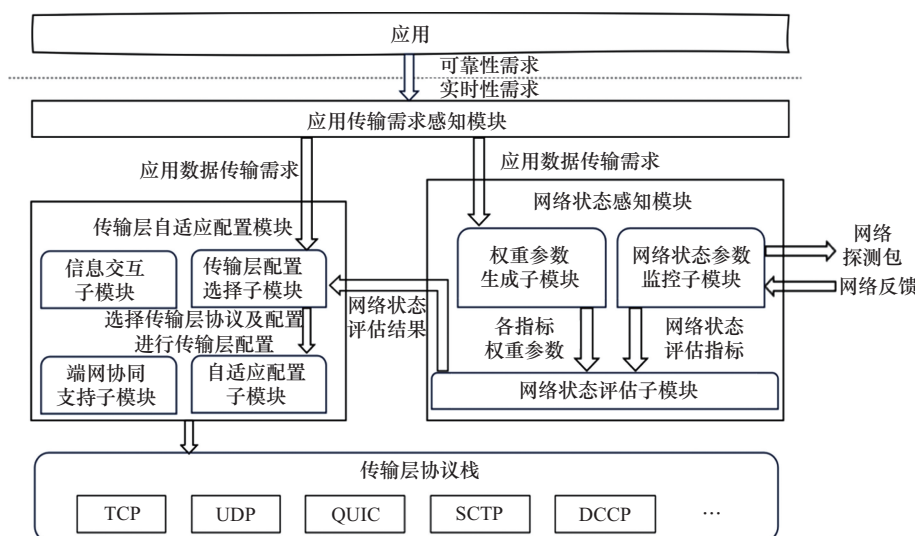 应用
可靠性需求
实时性需求
应用传输需求感知模块
应用数据传输需求
应用数据传输需求
传输层自适应配置模块
信息交互
子模块
传输层配置
选择子模块
选择传输层协议及配置
进行传输层配置
端网协同
支持子模块
自适应配置
子模块
网络状态
评估结果
网络状态感知模块
权重参数
生成子模块
网络状态参数
监控子模块
网络
探测包
网络反馈
各指标
权重参数
网络状态
评估指标
网络状态评估子模块
传输层协议栈
TCP
UDP
QUIC
SCTP
DCCP
…